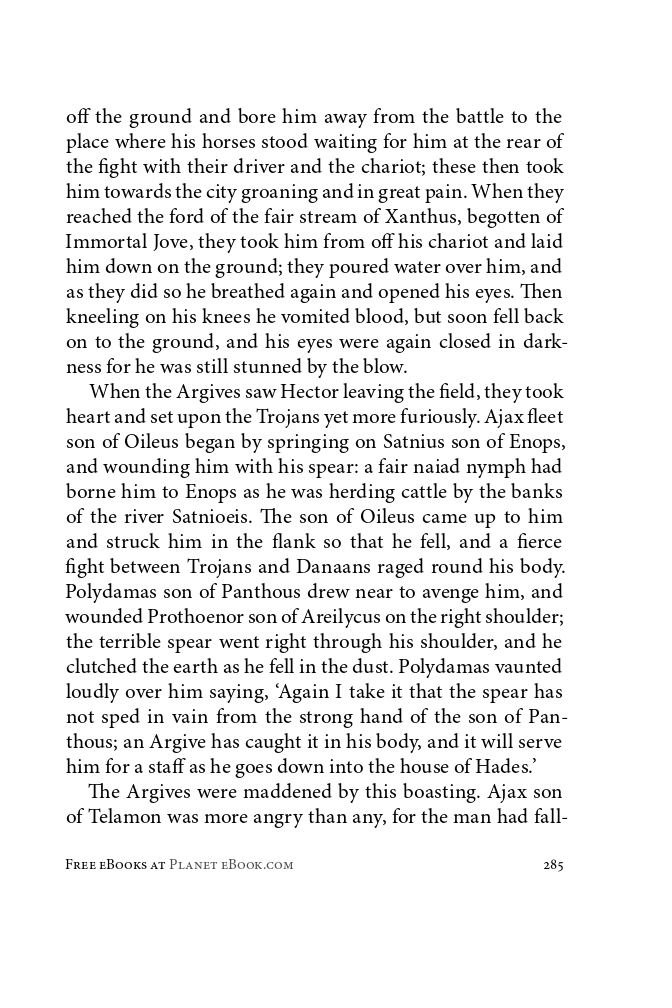 off the ground and bore him away from the battle to the
place where his horses stood waiting for him at the rear of
the fight with their driver and the chariot; these then took
him towards the city groaning and in great pain. When they
reached the ford of the fair stream of Xanthus, begotten of
Immortal Jove, they took him from off his chariot and laid
him down on the ground; they poured water over him, and
as they did so he breathed again and opened his eyes. Then
kneeling on his knees he vomited blood, but soon fell back
on to the ground, and his eyes were again closed in dark-
ness for he was still stunned by the blow.
When the Argives saw Hector leaving the field, they took
heart and set upon the Trojans yet more furiously. Ajax fleet
son of Oileus began by springing on Satnius son of Enops,
and wounding him with his spear: a fair naiad nymph had
borne him to Enops as he was herding cattle by the banks
of the river Satnioeis. The son of Oileus came up to him
and struck him in the flank so that he fell, and a fierce
fight between Trojans and Danaans raged round his body.
Polydamas son of Panthous drew near to avenge him, and
wounded Prothoenor son of Areilycus on the right shoulder;
the terrible spear went right through his shoulder, and he
clutched the earth as he fell in the dust. Polydamas vaunted
loudly over him saying, ‘Again I take it that the spear has
not sped in vain from the strong hand of the son of Pan-
thous; an Argive has caught it in his body, and it will serve
him for a staff as he goes down into the house of Hades.’
The Argives were maddened by this boasting. Ajax son
of Telamon was more angry than any, for the man had fall-
Free eBooks at Planet eBook.com 285